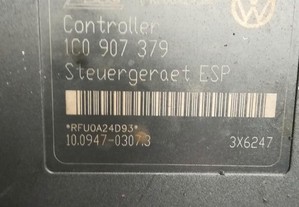 Controller
1C0 907 379
Steuergeraet ESP
*RFU0A24D93*
10.0947-0307.3 3X6247